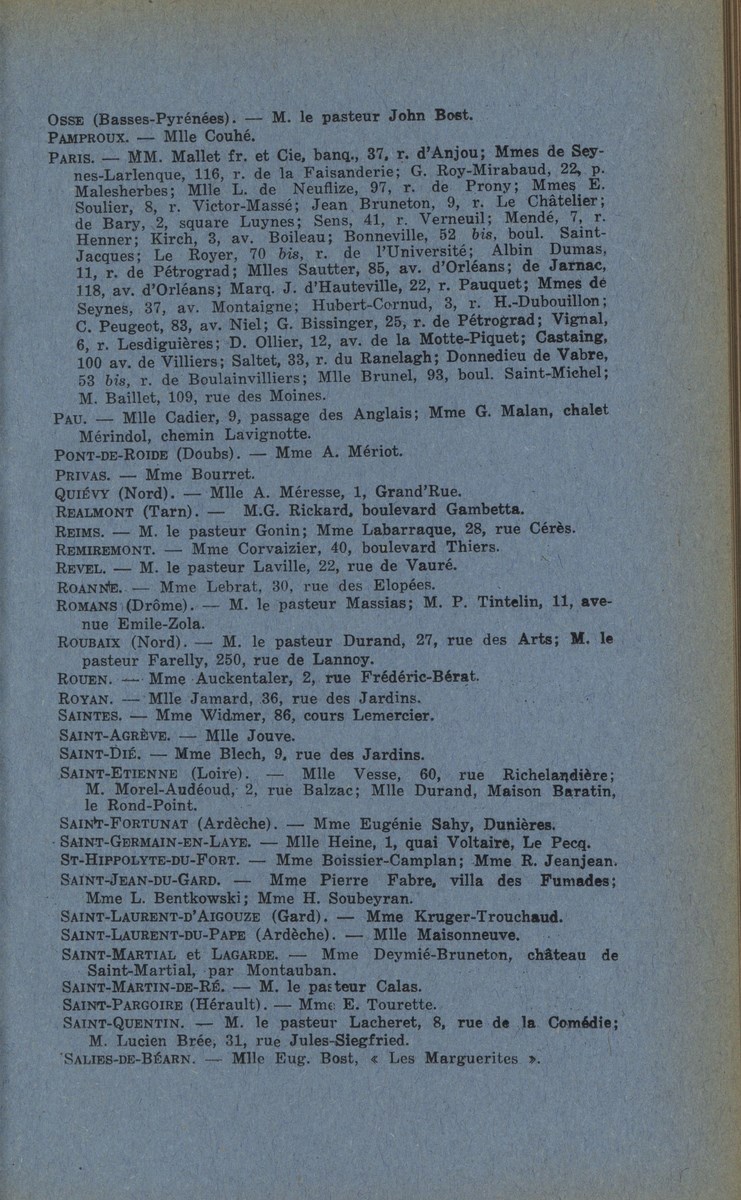 OSSE (Basses-Pyrénées). — M. le pasteur John Bost.
PAMPROUX. — Mlle Couhé.
PARIS. — MM. Mallet fr. et Cie, banq., 37, r. d'Anjou; Mmes de Sey-
nes-Larlenque, 116, r. de la Faisanderie; G. Roy-Mirabaud, 22, p.
Malesherbes; Mlle L. de Neuflize, 97, r. de Prony; Mmes E.
Soulier, 8, r. Victor-Massé; Jean Bruneton, 9, r. Le Châtelier;
de Bary, 2, square Luynes; Sens, 41, r. Verneuil; Mendé, 7, r.
Henner; Kirch, 3, av. Boileau; Bonneville, 52 bis, boul. Saint-
Jacques; Le Royer, 70 bis, r. de l'Université; Albin Dumas,
11, r. de Pétrograd; Mlles Sautter, 85, av. d'Orléans; de Jarnac,
118, av. d'Orléans; Marq. J. d'Hauteville, 22, r. Pauquet; Mmes de
Seynes, 37, av. Montaigne; Hubert-Cornud, 3, r. H.-Dubouillon;
C. Peugeot, 83, av. Niel; G. Bissinger, 25, r. de Pétrograd; Vignal,
6, r. Lesdiguières; D. Ollier, 12, av. de la Motte-Piquet; Castaing,
100 av. de Villiers; Saltet, 33, r. du Ranelagh; Donnedieu de Vabre,
53 bis, r. de Boulainvilliers; Mlle Brunel, 93, boul. Saint-Michel;
M. Baillet, 109, rue des Moines.
PAU. — Mlle Cadier, 9, passage des Anglais; Mme G. Malan, chalet
Mérindol, chemin Lavignotte.
PONT-DE-ROIDE (Doubs). — Mme A. Mériot.
PRIVAS. — Mme Bourret.
QUIÉVY (Nord). — Mlle A. Méresse, 1, Grand'Rue.
REALMONT (Tarn). — M.G. Rickard, boulevard Gambetta.
REIMS. — M. le pasteur Gonin; Mme Labarraque, 28, rue Cérès.
REMIREMONT. — Mme Corvaizier, 40, boulevard Thiers.
REVEL. — M. le pasteur Laville, 22, rue de Vauré.
ROANNE. — Mme Lebrat, 30, rue des Elopées.
ROMANS (Drôme). — M. le pasteur Massias; M. P. Tintelin, 11, ave-
nue Emile-Zola.
ROUBAIX (Nord). — M. le pasteur Durand, 27, rue des Arts; M. le
pasteur Farelly, 250, rue de Lannoy.
ROUEN. — Mme Auckentaler, 2, rue Frédéric-Bérat.
ROYAN. — Mlle Jamard, 36, rue des Jardins.
SAINTES. — Mme Widmer, 86, cours Lemercier.
SAINT-AGRÈVE. — Mlle Jouve.
SAINT-DIÉ. — Mme Blech, 9, rue des Jardins.
SAINT-ETIENNE (Loire). — Mlle Vesse, 60, rue Richelandière;
M. Morel-Audéoud, 2, rue Balzac; Mlle Durand, Maison Baratin,
le Rond-Point.
SAINT-FORTUNAT (Ardèche). — Mme Eugénie Sahy, Dunières.
SAINT-GERMAIN-EN-LAYE. — Mlle Heine, 1, quai Voltaire, Le Pecq.
ST-HIPPOLYTE-DU-FORT. — Mme Boissier-Camplan; Mme R. Jeanjean.
SAINT-JEAN-DU-GARD. — Mme Pierre Fabre, villa des Fumades;
Mme L. Bentkowski; Mme H. Soubeyran.
SAINT-LAURENT-D'AIGOUZE (Gard). — Mme Kruger-Trouchaud.
SAINT-LAURENT-DU-PAPE (Ardèche). — Mlle Maisonneuve.
SAINT-MARTIAL et LAGARDE. — Mme Deymié-Bruneton, château de
Saint-Martial, par Montauban.
SAINT-MARTIN-DE-RÉ. — M. le pasteur Calas.
SAINT-PARGOIRE (Hérault). — Mme E. Tourette.
SAINT-QUENTIN. — M. le pasteur Lacheret, 8, rue de la Comédie;
M. Lucien Brée, 31, rue Jules-Siegfried.
SALIES-DE-BÉARN. — Mlle Eug. Bost, « Les Marguerites ».